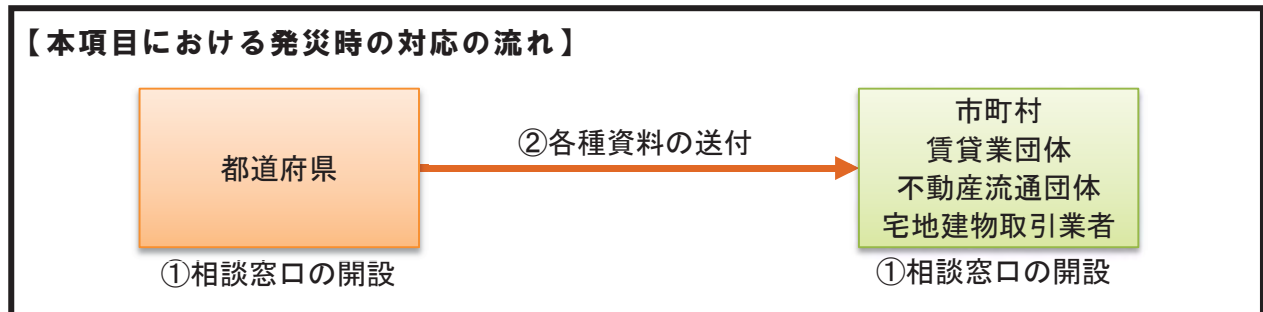 【本項目における発災時の対応の流れ】
都道府県
①相談窓口の開設
②各種資料の送付
市町村
賃貸業団体
不動産流通団体
宅地建物取引業者
①相談窓口の開設